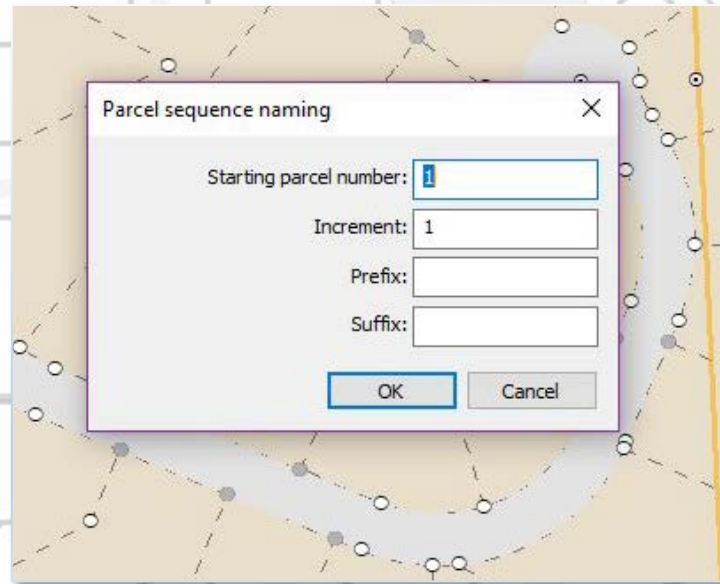 Parcel sequence naming
Starting parcel number: 1
Increment: 1
Prefix:
Suffix:
OK Cancel